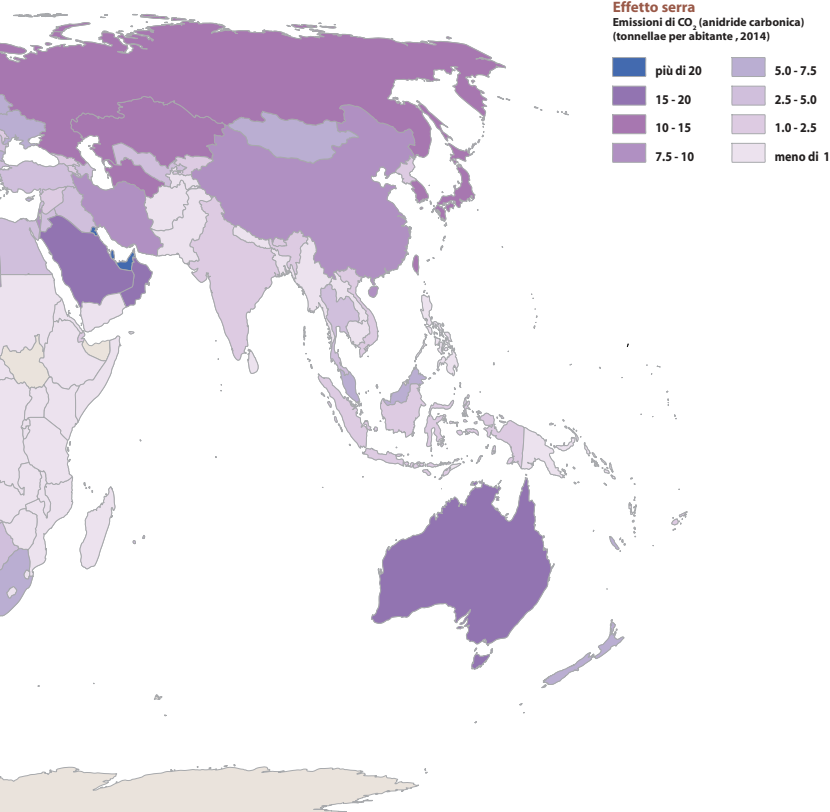 Effetto serra
Emissioni di CO₂ (anidride carbonica)
(tonnellae per abitante , 2014)
più di 20
15 - 20
10 - 15
7.5 - 10
5.0 - 7.5
2.5 - 5.0
1.0 - 2.5
meno di 1
,